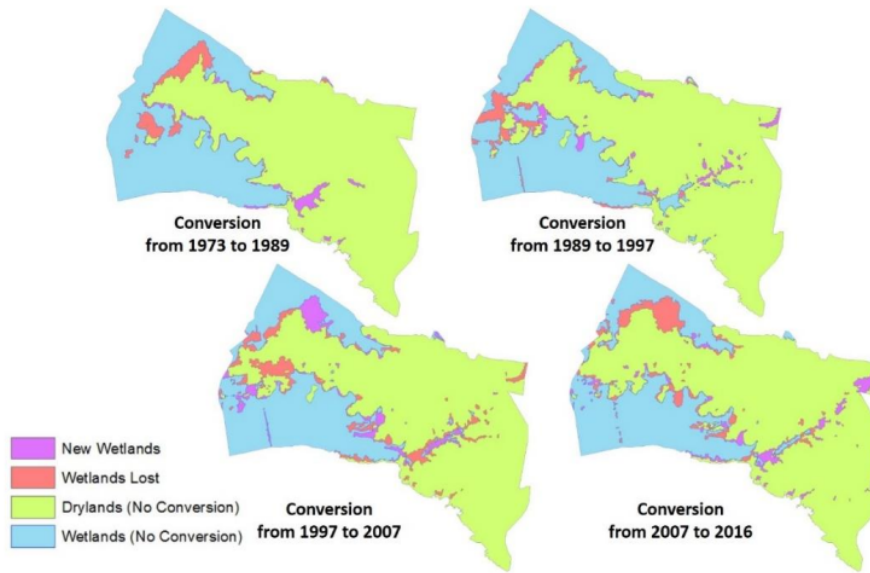 Conversion
from 1973 to 1989
Conversion
from 1989 to 1997
New Wetlands
Wetlands Lost
Drylands (No Conversion)
Wetlands (No Conversion)
Conversion
from 1997 to 2007
Conversion
from 2007 to 2016